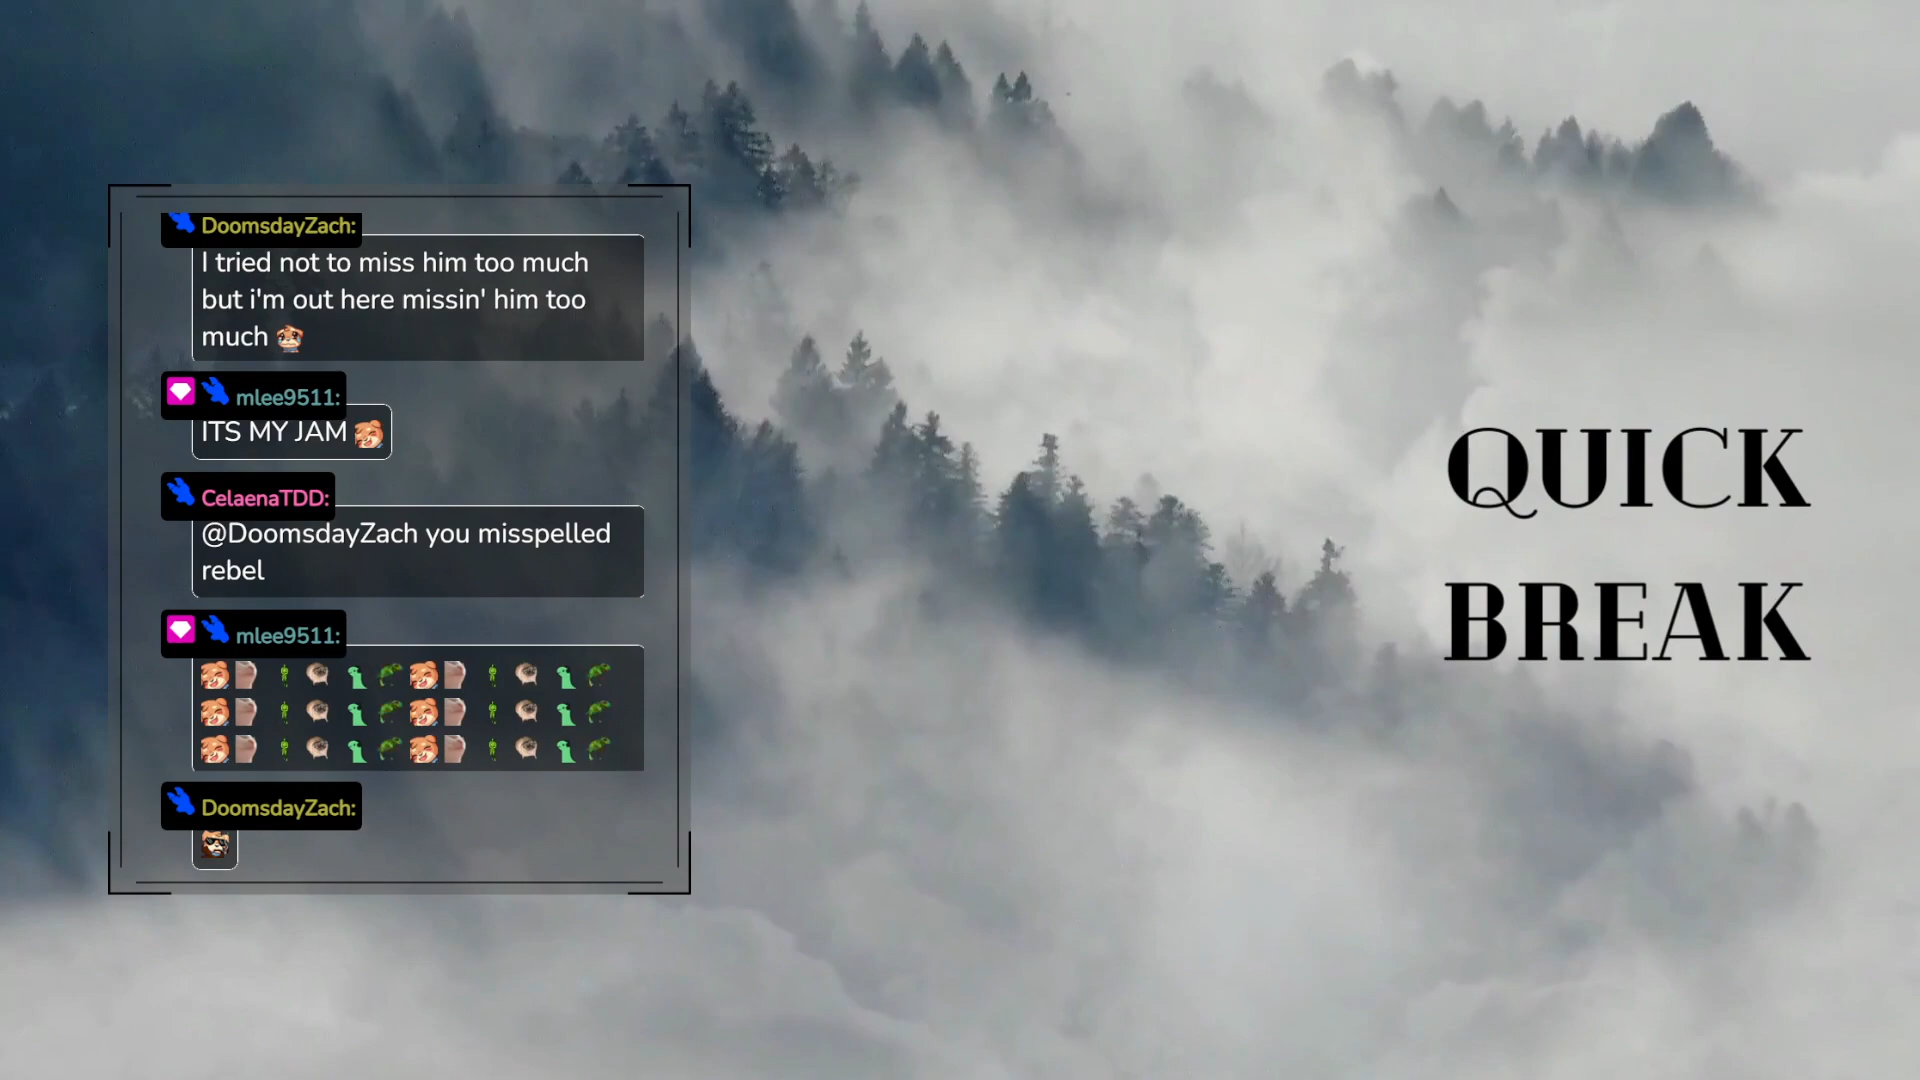 DoomsdayZach:
I tried not to miss him too much
but i'm out here missin' him too
much
mlee9511:
ITS MY JAM
CelaenaTDD:
@DoomsdayZach you misspelled
rebel
mlee9511:
DoomsdayZach:
QUICK
BREAK